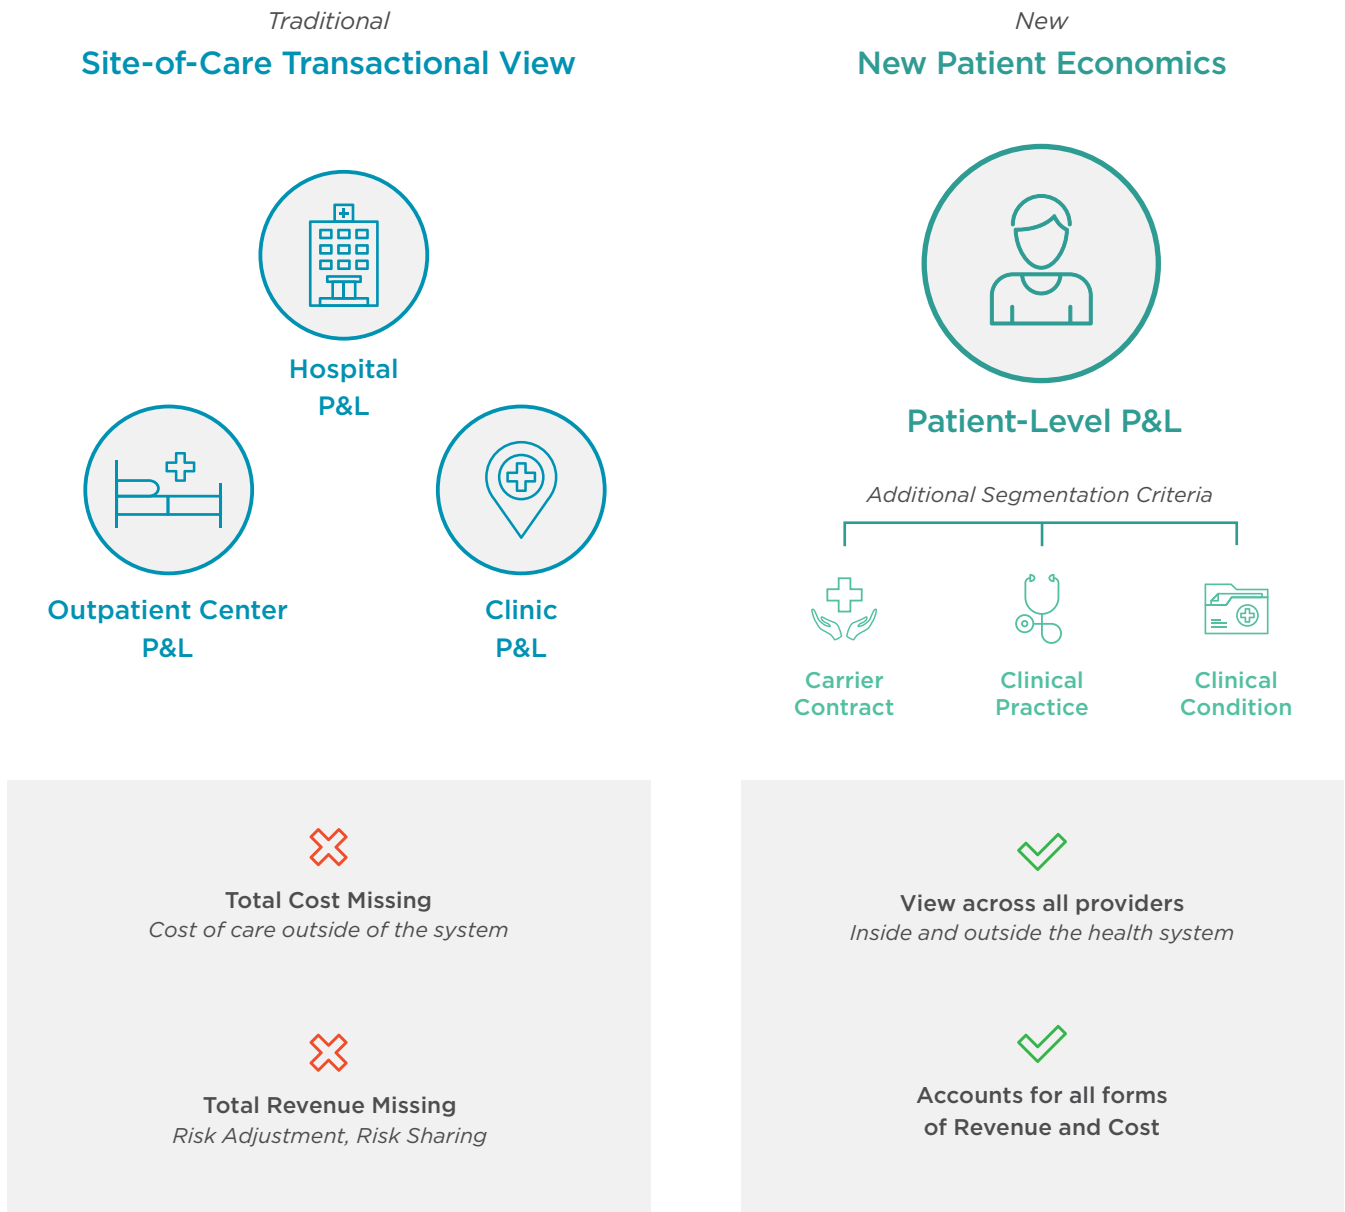 Traditional
Site-of-Care Transactional View
Hospital
P&L
Outpatient Center
P&L
Clinic
P&L
Total Cost Missing
Cost of care outside of the system
Total Revenue Missing
Risk Adjustment, Risk Sharing
New
New Patient Economics
Patient-Level P&L
Additional Segmentation Criteria
Carrier
Contract
Clinical
Practice
Clinical
Condition
View across all providers
Inside and outside the health system
Accounts for all forms
of Revenue and Cost